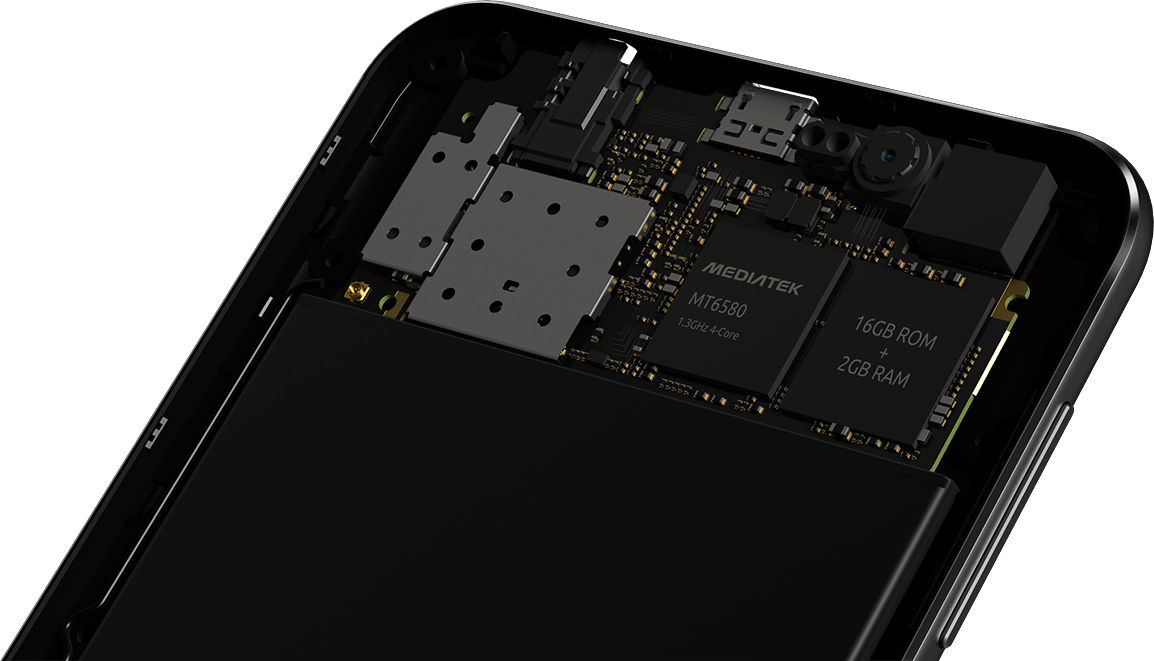 MEDIATEK
MT6580
1.3GHz 4-Core
16GB ROM
+
2GB RAM